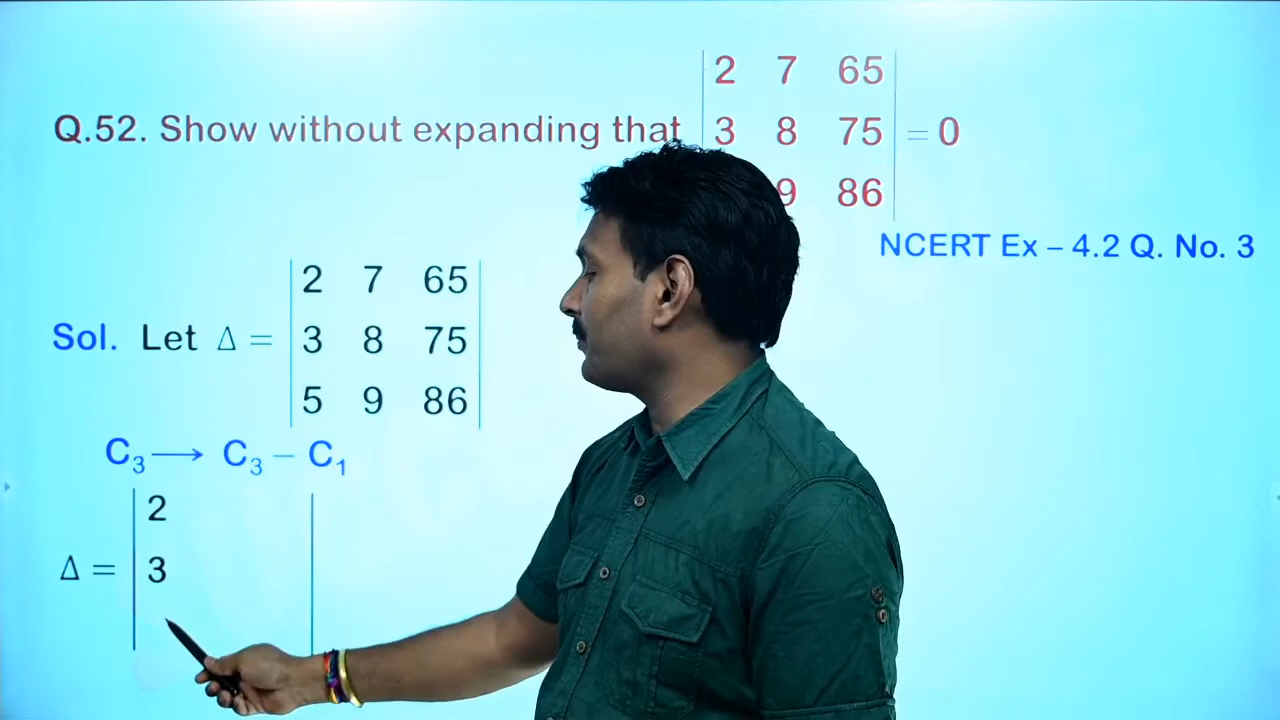 2 7 65
Q.52. Show without expanding that 3 8 75 = 0
9 86
NCERT Ex – 4.2 Q. No. 3
2 7 65
Sol. Let Δ = 3 8 75
5 9 86
C₃ ⟶ C₃ – C₁
2
Δ = 3